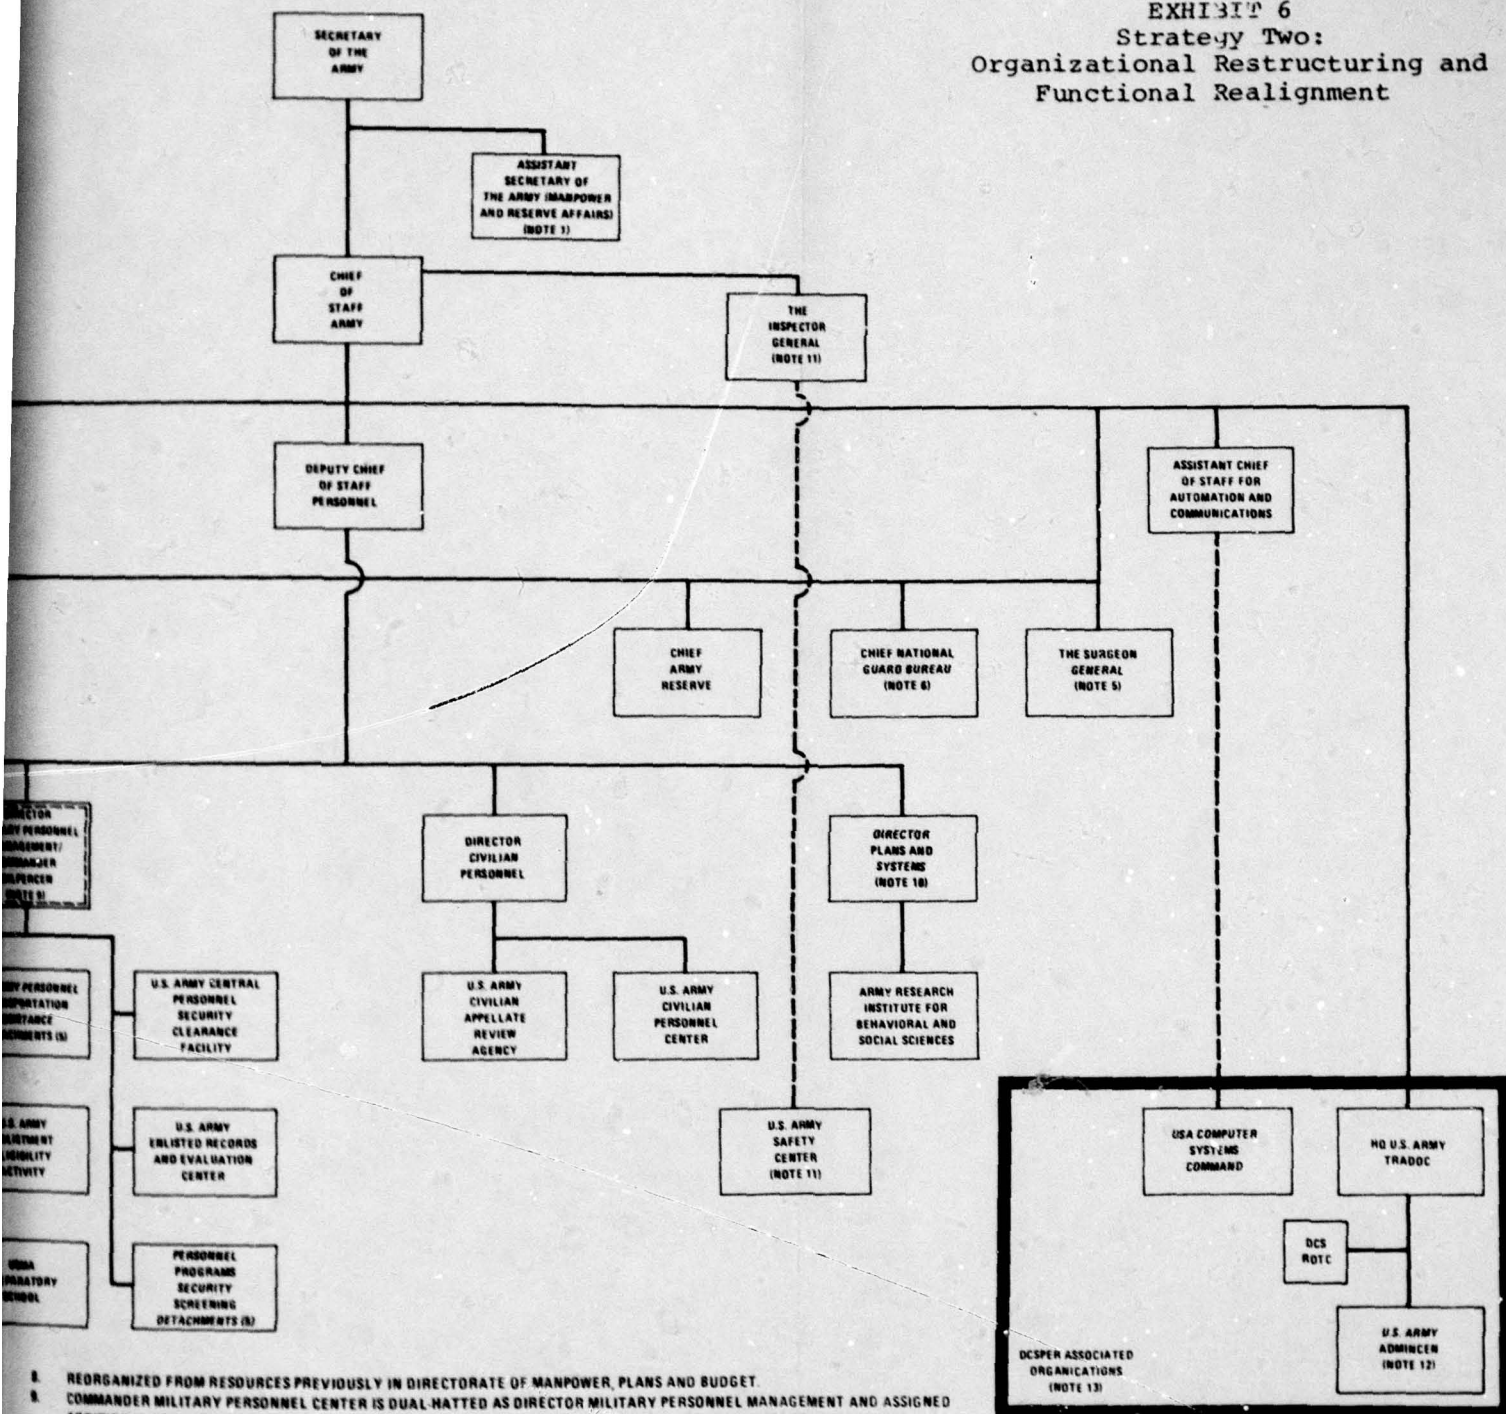 EXHIBIT 6
Strategy Two:
Organizational Restructuring and
Functional Realignment
SECRETARY
OF THE
ARMY
ASSISTANT
SECRETARY OF
THE ARMY (MANPOWER
AND RESERVE AFFAIRS)
(NOTE 1)
CHIEF
OF
STAFF
ARMY
THE
INSPECTOR
GENERAL
(NOTE 11)
DEPUTY CHIEF
OF STAFF
PERSONNEL
ASSISTANT CHIEF
OF STAFF FOR
AUTOMATION AND
COMMUNICATIONS
CHIEF
ARMY
RESERVE
CHIEF NATIONAL
GUARD BUREAU
(NOTE 6)
THE SURGEON
GENERAL
(NOTE 5)
PERSONNEL
DIRECTOR
CIVILIAN
PERSONNEL
DIRECTOR
PLANS AND
SYSTEMS
(NOTE 10)
PERSONNEL
U.S. ARMY CENTRAL
PERSONNEL
SECURITY
CLEARANCE
FACILITY
U.S. ARMY
CIVILIAN
APPELLATE
REVIEW
AGENCY
U.S. ARMY
CIVILIAN
PERSONNEL
CENTER
ARMY RESEARCH
INSTITUTE FOR
BEHAVIORAL AND
SOCIAL SCIENCES
ARMY
U.S. ARMY
ENLISTED RECORDS
AND EVALUATION
CENTER
U.S. ARMY
SAFETY
CENTER
(NOTE 11)
USA COMPUTER
SYSTEMS
COMMAND
HQ U.S. ARMY
TRADOC
PERSONNEL
PROGRAMS
SECURITY
SCREENING
DETACHMENTS (5)
DCS
ROTC
U.S. ARMY
ADMINCEN
(NOTE 12)
DCSPER ASSOCIATED
ORGANICATIONS
(NOTE 13)
8. REORGANIZED FROM RESOURCES PREVIOUSLY IN DIRECTORATE OF MANPOWER, PLANS AND BUDGET.
9. COMMANDER MILITARY PERSONNEL CENTER IS DUAL-HATTED AS DIRECTOR MILITARY PERSONNEL MANAGEMENT AND ASSIGNED